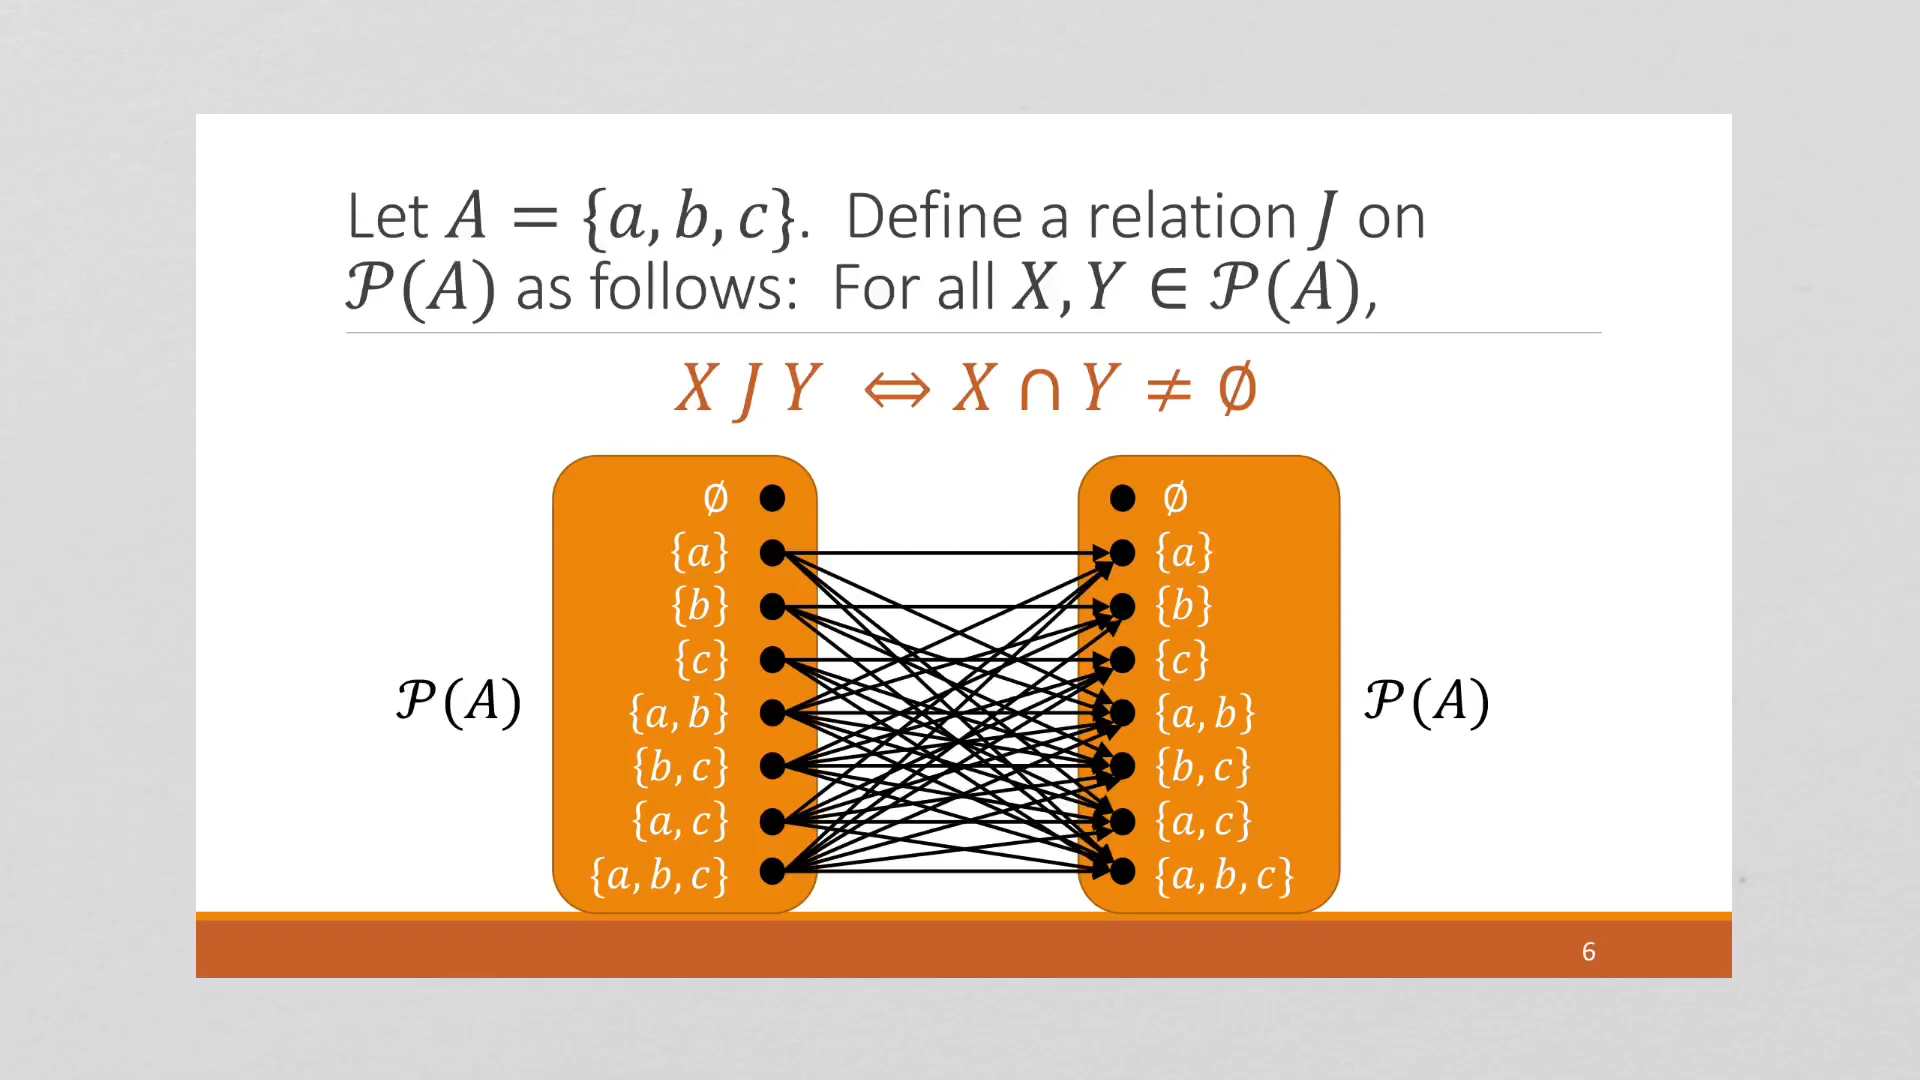 Let A = {a, b, c}. Define a relation J on
𝒫(A) as follows: For all X, Y ∈ 𝒫(A),
X J Y ⇔ X ∩ Y ≠ ∅
∅ ∅
{a} {a}
{b} {b}
{c} {c}
𝒫(A) 𝒫(A)
{a, b} {a, b}
{b, c} {b, c}
{a, c} {a, c}
{a, b, c} {a, b, c}
6